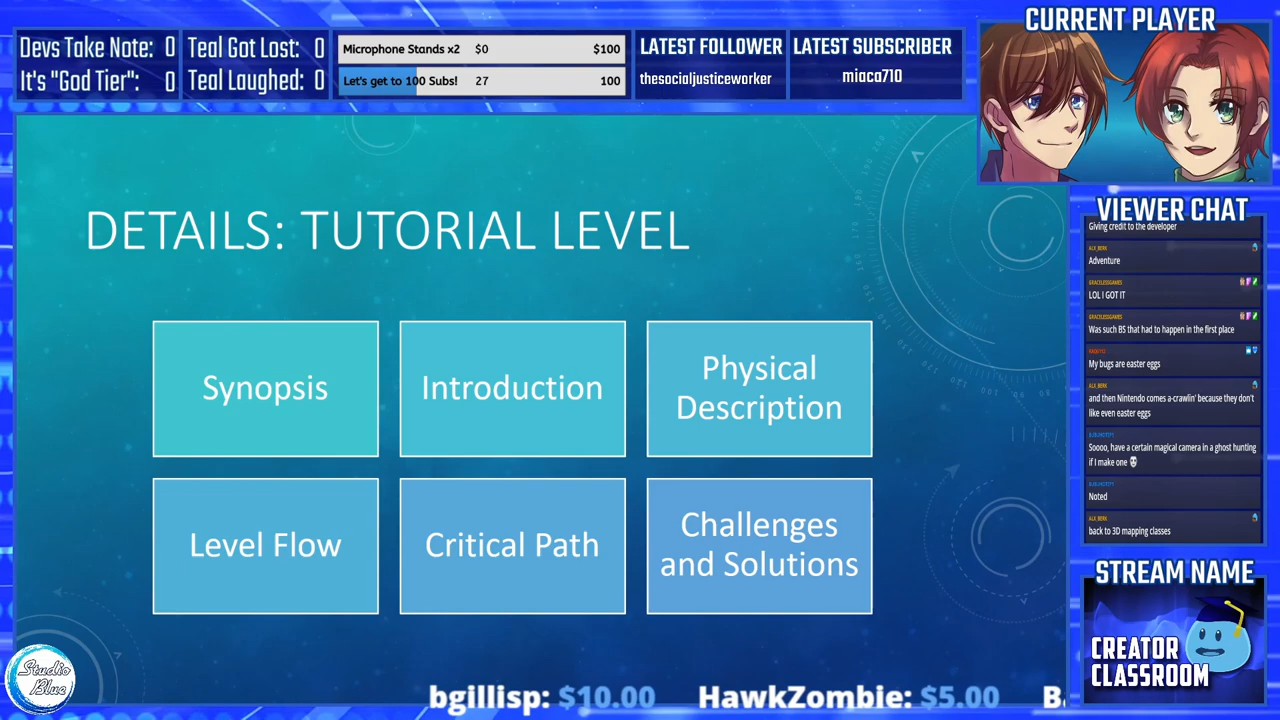 CURRENT PLAYER
Devs Take Note: 0
It's "God Tier": 0
Teal Got Lost: 0
Teal Laughed: 0
Microphone Stands x2 $0 $100
Let's get to 100 Subs! 27 100
LATEST FOLLOWER
thesocialjusticeworker
LATEST SUBSCRIBER
miaca710
DETAILS: TUTORIAL LEVEL
Synopsis
Introduction
Physical
Description
Level Flow
Critical Path
Challenges
and Solutions
VIEWER CHAT
Giving credit to the developer
ALX_BERK
Adventure
GRACELESSGAMES
LOL I GOT IT
GRACELESSGAMES
Was such BS that had to happen in the first place
My bugs are easter eggs
ALX_BERK
and then Nintendo comes a-crawlin' because they don't
like even easter eggs
Soooo, have a certain magical camera in a ghost hunting
if I make one 💀
Noted
ALX_BERK
back to 3D mapping classes
STREAM NAME
CREATOR
CLASSROOM
Studio
Blue
bgillisp: $10.00 HawkZombie: $5.00 B